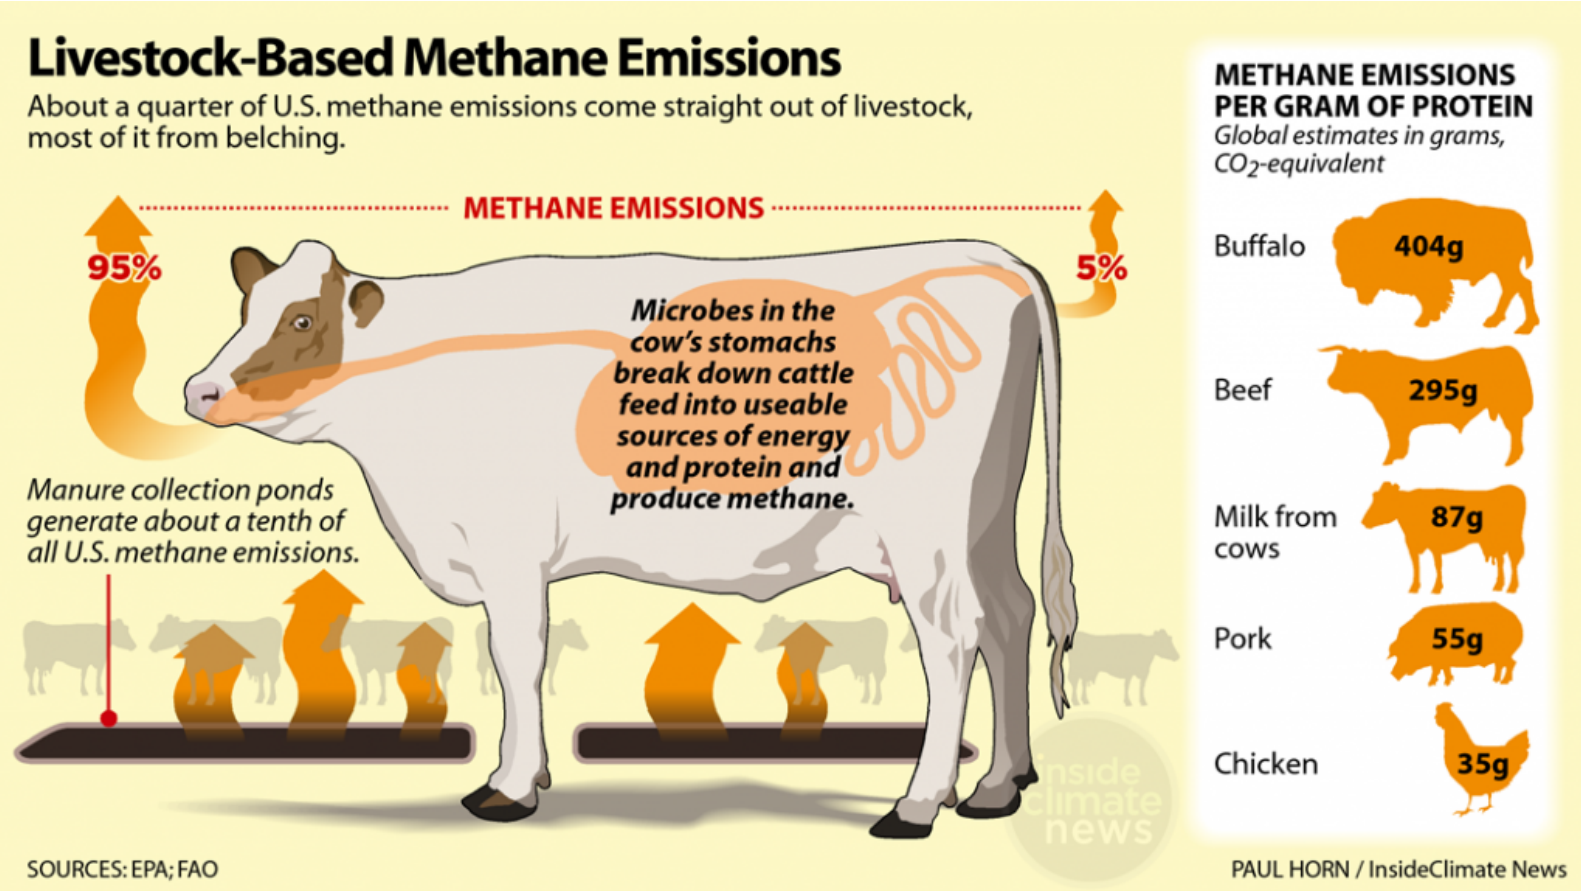 Livestock-Based Methane Emissions
About a quarter of U.S. methane emissions come straight out of livestock,
most of it from belching.
METHANE EMISSIONS
95%
5%
Microbes in the
cow's stomachs
break down cattle
feed into useable
sources of energy
and protein and
produce methane.
Manure collection ponds
generate about a tenth of
all U.S. methane emissions.
METHANE EMISSIONS
PER GRAM OF PROTEIN
Global estimates in grams,
CO2-equivalent
Buffalo 404g
Beef 295g
Milk from 87g
cows
Pork 55g
Chicken 35g
inside
climate
news
SOURCES: EPA; FAO
PAUL HORN / InsideClimate News